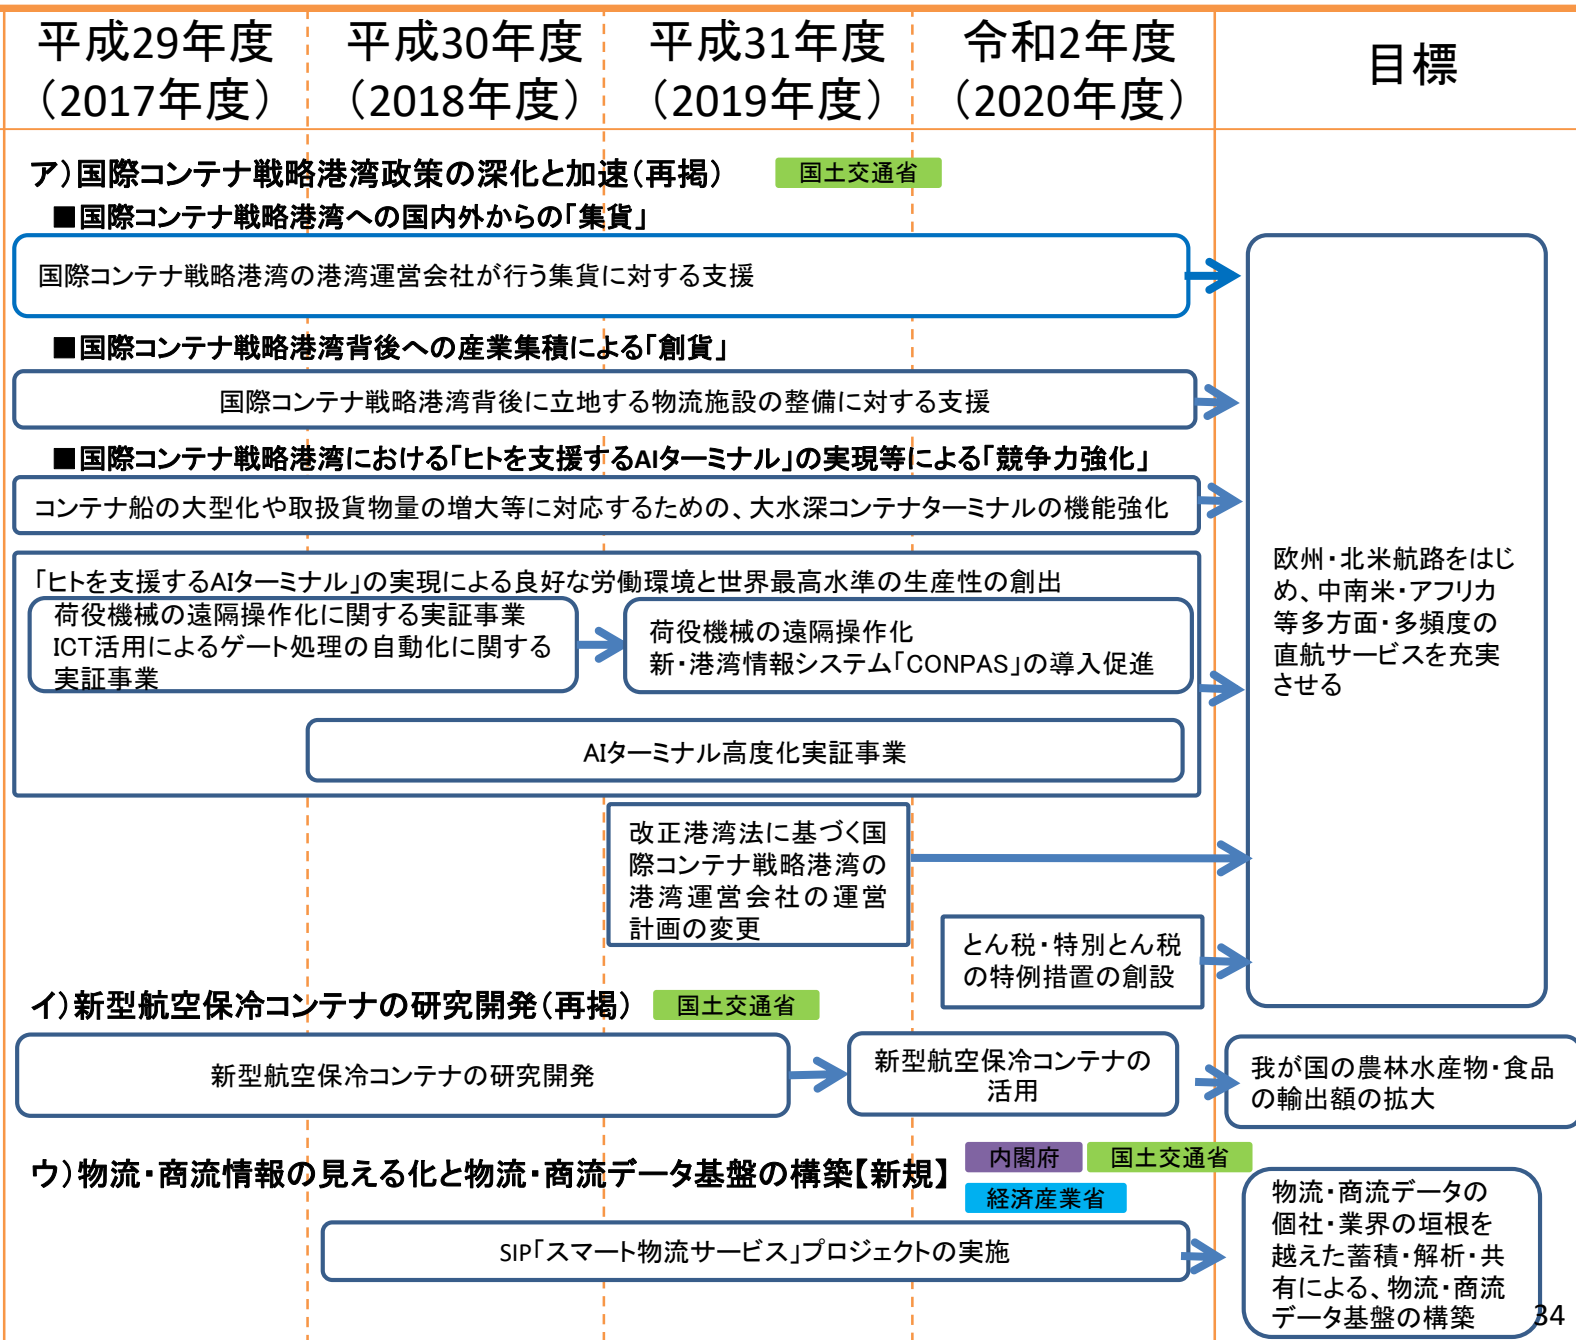 平成29年度
（2017年度）
平成30年度
（2018年度）
平成31年度
（2019年度）
令和2年度
（2020年度）
目標
ア）国際コンテナ戦略港湾政策の深化と加速（再掲）
国土交通省
■国際コンテナ戦略港湾への国内外からの「集貨」
国際コンテナ戦略港湾の港湾運営会社が行う集貨に対する支援
■国際コンテナ戦略港湾背後への産業集積による「創貨」
国際コンテナ戦略港湾背後に立地する物流施設の整備に対する支援
■国際コンテナ戦略港湾における「ヒトを支援するAIターミナル」の実現等による「競争力強化」
コンテナ船の大型化や取扱貨物量の増大等に対応するための、大水深コンテナターミナルの機能強化
「ヒトを支援するAIターミナル」の実現による良好な労働環境と世界最高水準の生産性の創出
荷役機械の遠隔操作化に関する実証事業
ICT活用によるゲート処理の自動化に関する
実証事業
荷役機械の遠隔操作化
新・港湾情報システム「CONPAS」の導入促進
AIターミナル高度化実証事業
改正港湾法に基づく国
際コンテナ戦略港湾の
港湾運営会社の運営
計画の変更
とん税・特別とん税
の特例措置の創設
欧州・北米航路をはじ
め、中南米・アフリカ
等多方面・多頻度の
直航サービスを充実
させる
イ）新型航空保冷コンテナの研究開発（再掲）
国土交通省
新型航空保冷コンテナの研究開発
新型航空保冷コンテナの
活用
我が国の農林水産物・食品
の輸出額の拡大
ウ）物流・商流情報の見える化と物流・商流データ基盤の構築【新規】
内閣府
国土交通省
経済産業省
SIP「スマート物流サービス」プロジェクトの実施
物流・商流データの
個社・業界の垣根を
越えた蓄積・解析・共
有による、物流・商流
データ基盤の構築
34